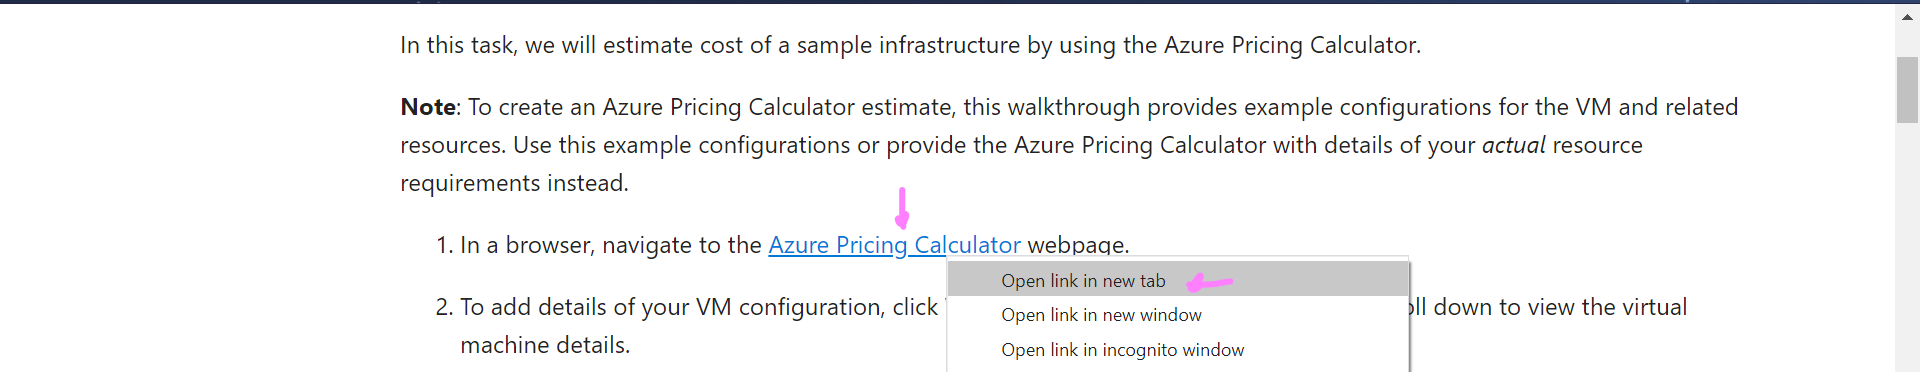 In this task, we will estimate cost of a sample infrastructure by using the Azure Pricing Calculator.
Note: To create an Azure Pricing Calculator estimate, this walkthrough provides example configurations for the VM and related
resources. Use this example configurations or provide the Azure Pricing Calculator with details of your actual resource
requirements instead.
1. In a browser, navigate to the Azure Pricing Calculator webpage.
Open link in new tab
2. To add details of your VM configuration, click
down to view the virtual
Open link in new window
machine details.
Open link in incognito window